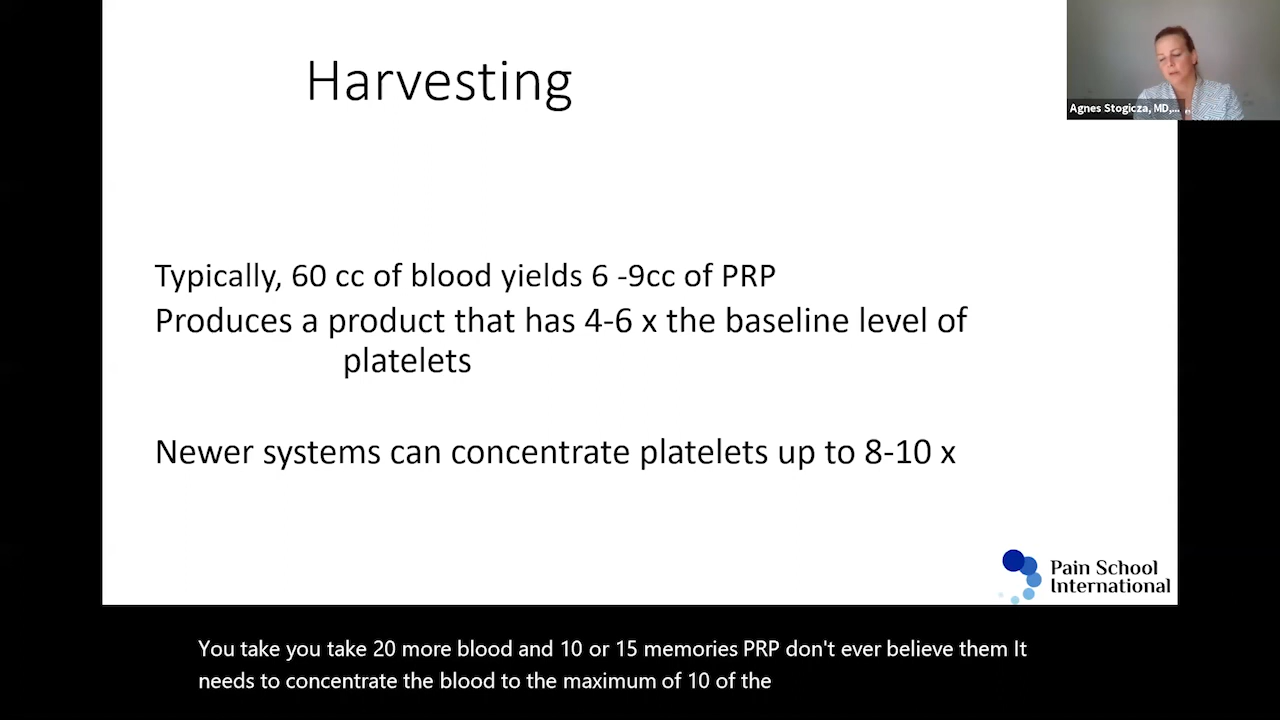 Harvesting
Agnes Stogicza, MD,...
Typically, 60 cc of blood yields 6 -9cc of PRP
Produces a product that has 4-6 x the baseline level of
platelets
Newer systems can concentrate platelets up to 8-10 x
Pain School
International
You take you take 20 more blood and 10 or 15 memories PRP don't ever believe them It
needs to concentrate the blood to the maximum of 10 of the